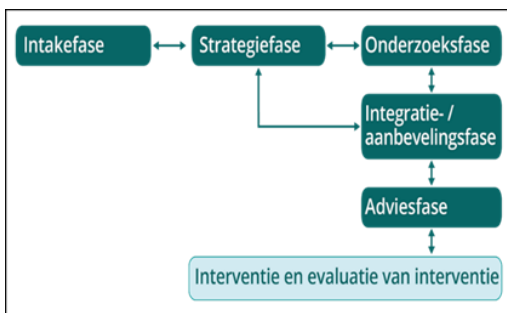 Intakefase
Strategiefase
Onderzoeksfase
Integratie- /
aanbevelingsfase
Adviesfase
Interventie en evaluatie van interventie